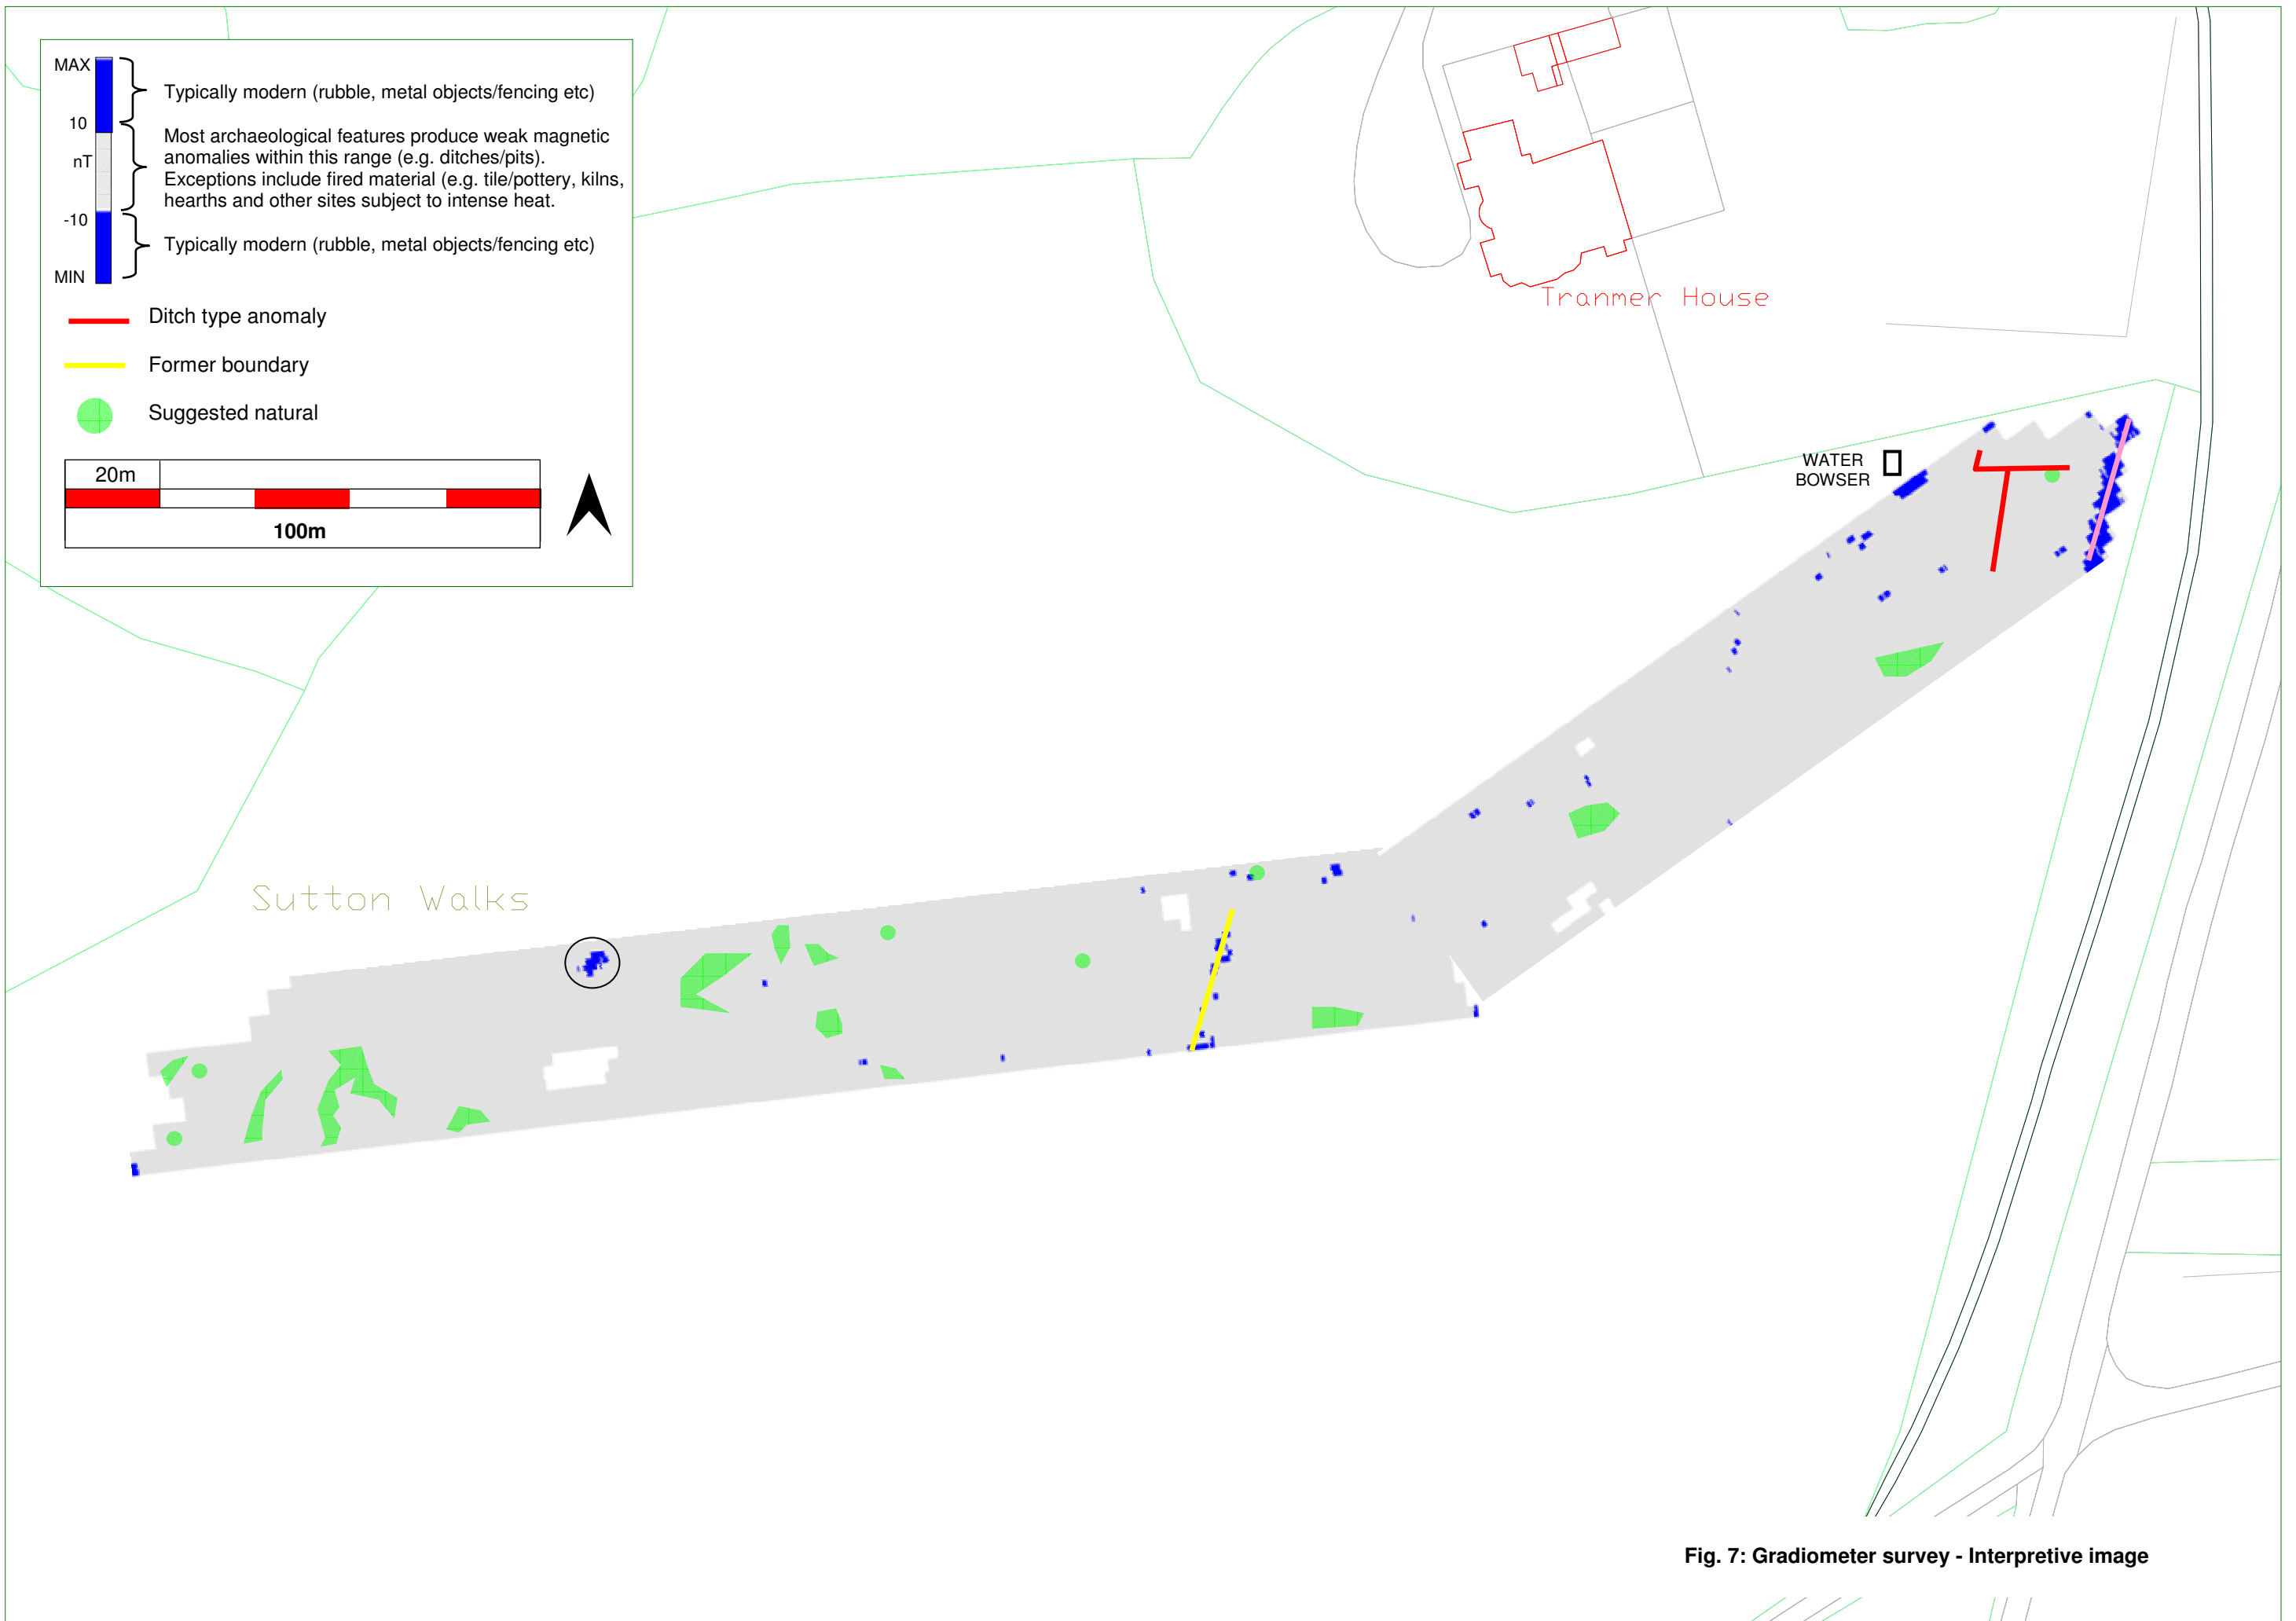 MAX
Typically modern (rubble, metal objects/fencing etc)
10
nT
Most archaeological features produce weak magnetic
anomalies within this range (e.g. ditches/pits).
Exceptions include fired material (e.g. tile/pottery, kilns,
hearths and other sites subject to intense heat.
-10
Typically modern (rubble, metal objects/fencing etc)
MIN
Ditch type anomaly
Former boundary
Suggested natural
20m
100m
Tranmer House
WATER
BOWSER
Sutton Walks
Fig. 7: Gradiometer survey - Interpretive image